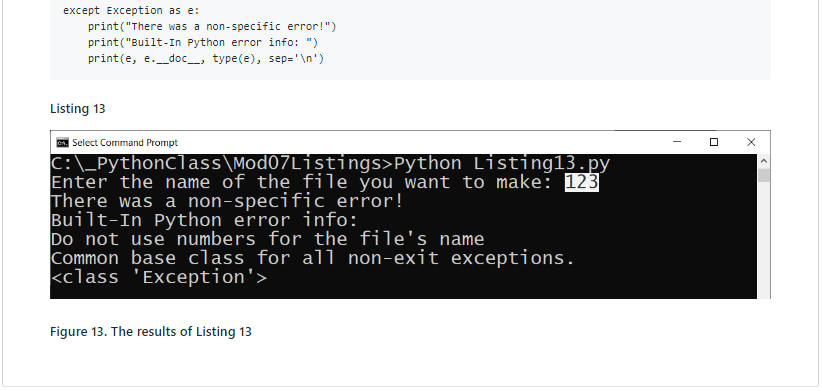 except Exception as e:
    print("There was a non-specific error!")
    print("Built-In Python error info: ")
    print(e, e.__doc__, type(e), sep='\n')
Listing 13
Select Command Prompt
C:\_PythonClass\Mod07Listings>Python Listing13.py
Enter the name of the file you want to make: 123
There was a non-specific error!
Built-In Python error info:
Do not use numbers for the file's name
Common base class for all non-exit exceptions.
<class 'Exception'>
Figure 13. The results of Listing 13